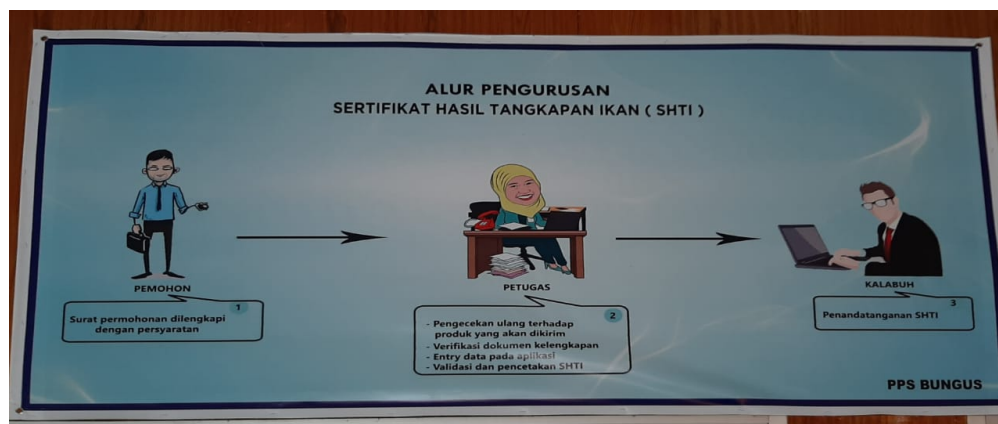 ALUR PENGURUSAN
SERTIFIKAT HASIL TANGKAPAN IKAN ( SHTI )
PEMOHON
1
Surat permohonan dilengkapi
dengan persyaratan
PETUGAS
2
- Pengecekan ulang terhadap
produk yang akan dikirim
- Verifikasi dokumen kelengkapan
- Entry data pada aplikasi
- Validasi dan pencetakan SHTI
KALABUH
3
Penandatanganan SHTI
PPS BUNGUS